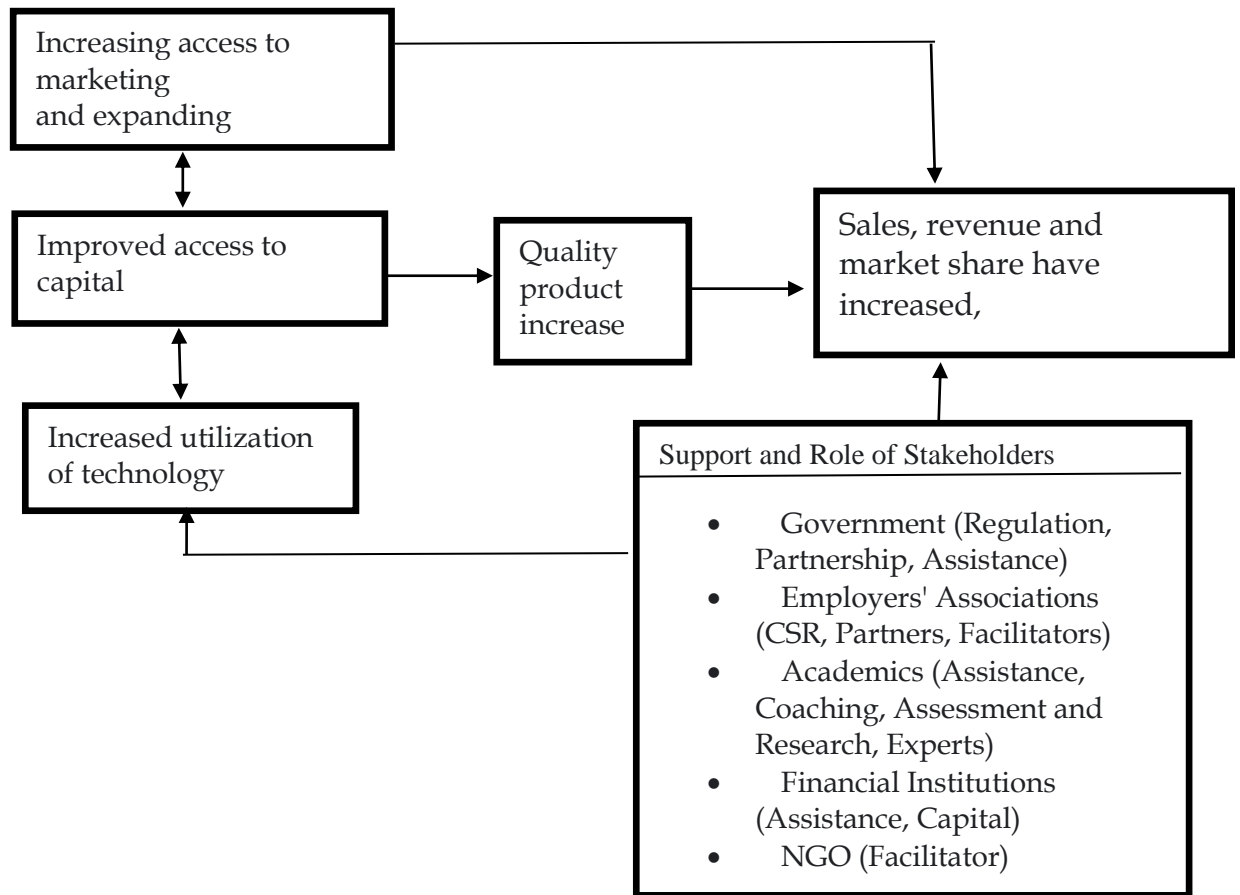 Increasing access to
marketing
and expanding
Improved access to
capital
Quality
product
increase
Sales, revenue and
market share have
increased,
Increased utilization
of technology
Support and Role of Stakeholders
• Government (Regulation,
Partnership, Assistance)
• Employers' Associations
(CSR, Partners, Facilitators)
• Academics (Assistance,
Coaching, Assessment and
Research, Experts)
• Financial Institutions
(Assistance, Capital)
• NGO (Facilitator)